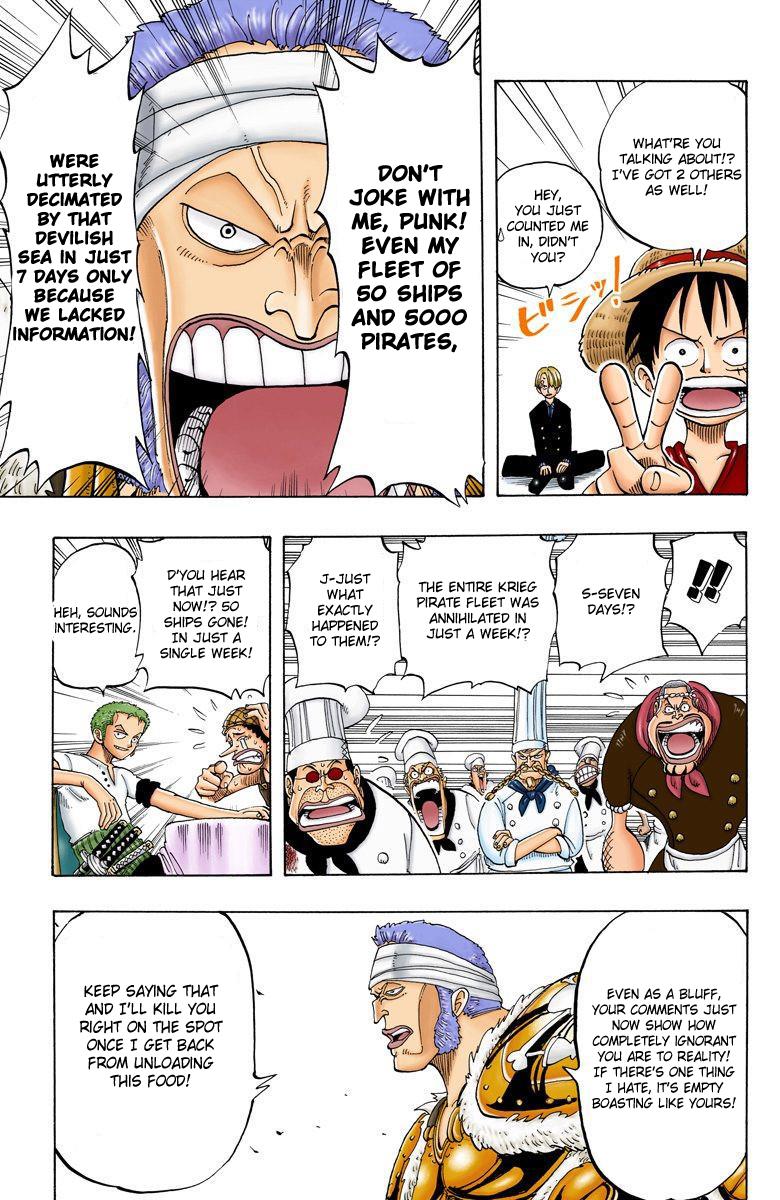 WHAT'RE YOU
TALKING ABOUT!?
I'VE GOT 2 OTHERS
AS WELL!
HEY,
YOU JUST
COUNTED ME
IN, DIDN'T
YOU?
ビシッ!
DON'T
JOKE WITH
ME, PUNK!
EVEN MY
FLEET OF
50 SHIPS
AND 5000
PIRATES,
WERE
UTTERLY
DECIMATED
BY THAT
DEVILISH
SEA IN JUST
7 DAYS ONLY
BECAUSE
WE LACKED
INFORMATION!
!!
S-SEVEN
DAYS!?
THE ENTIRE KRIEG
PIRATE FLEET WAS
ANNIHILATED IN
JUST A WEEK!?
J-JUST
WHAT
EXACTLY
HAPPENED
TO THEM!?
D'YOU HEAR
THAT JUST
NOW!? 50
SHIPS GONE!
IN JUST A
SINGLE WEEK!
HEH, SOUNDS
INTERESTING.
EVEN AS A BLUFF,
YOUR COMMENTS JUST
NOW SHOW HOW
COMPLETELY IGNORANT
YOU ARE TO REALITY!
IF THERE'S ONE THING
I HATE, IT'S EMPTY
BOASTING LIKE YOURS!
KEEP SAYING THAT
AND I'LL KILL YOU
RIGHT ON THE SPOT
ONCE I GET BACK
FROM UNLOADING
THIS FOOD!